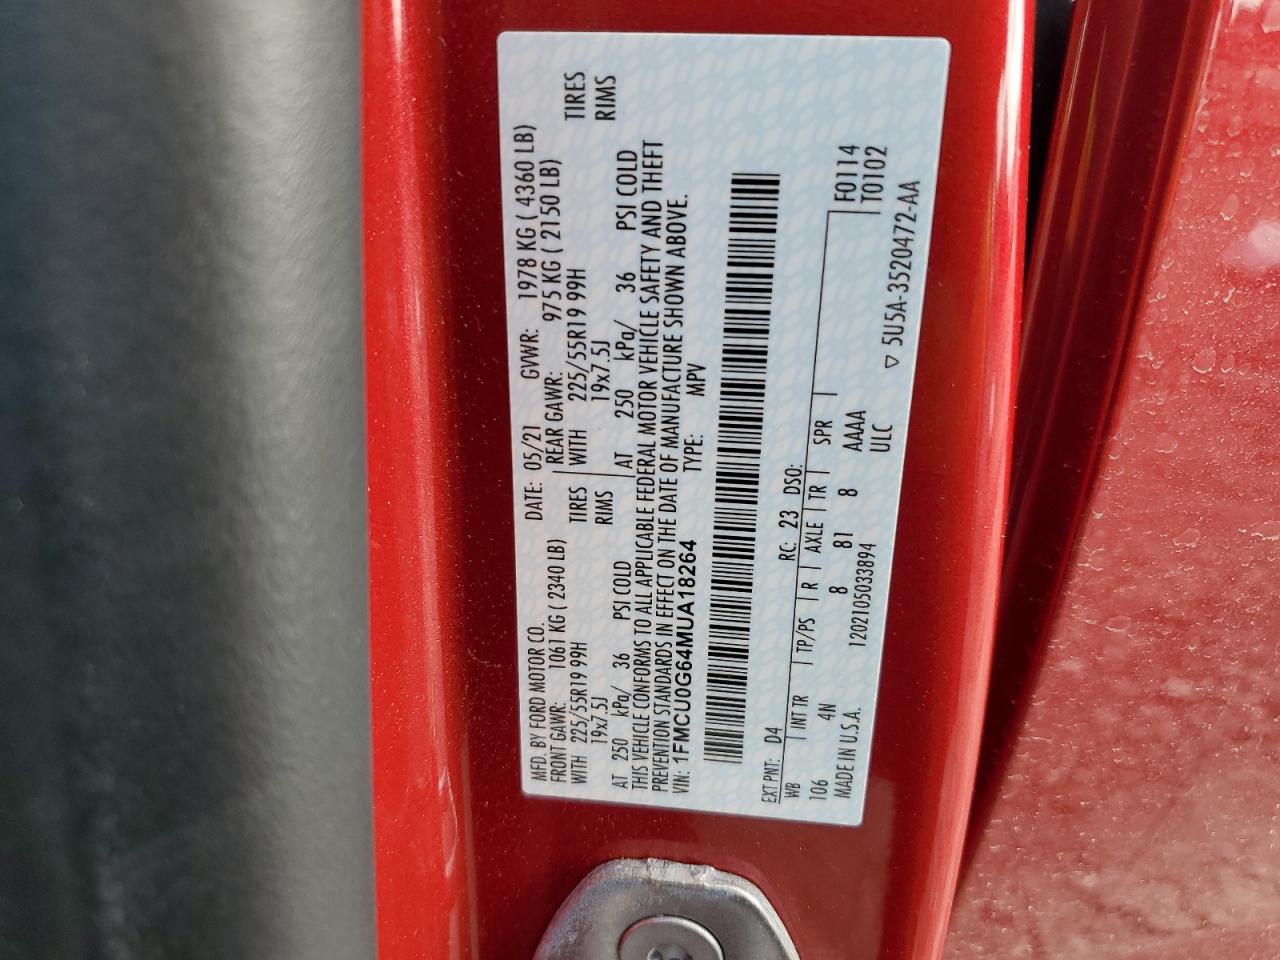 MFD. BY FORD MOTOR CO. DATE: 05/21 GVWR: 1978 KG ( 4360 LB)
FRONT GAWR: 1061 KG ( 2340 LB) REAR GAWR: 975 KG ( 2150 LB)
WITH 225/55R19 99H TIRES WITH 225/55R19 99H TIRES
19x7.5J RIMS 19x7.5J RIMS
AT 250 kPa/ 36 PSI COLD AT 250 kPa/ 36 PSI COLD
THIS VEHICLE CONFORMS TO ALL APPLICABLE FEDERAL MOTOR VEHICLE SAFETY AND THEFT
PREVENTION STANDARDS IN EFFECT ON THE DATE OF MANUFACTURE SHOWN ABOVE.
VIN: 1FMCU0G64MUA18264 TYPE: MPV
EXT PNT: D4 RC: 23 DSO:
WB INT TR TP/PS R AXLE TR SPR F0114
106 4N 8 81 8 AAAA T0102
MADE IN U.S.A. 1202105033894 ULC
▽ 5U5A-3520472-AA